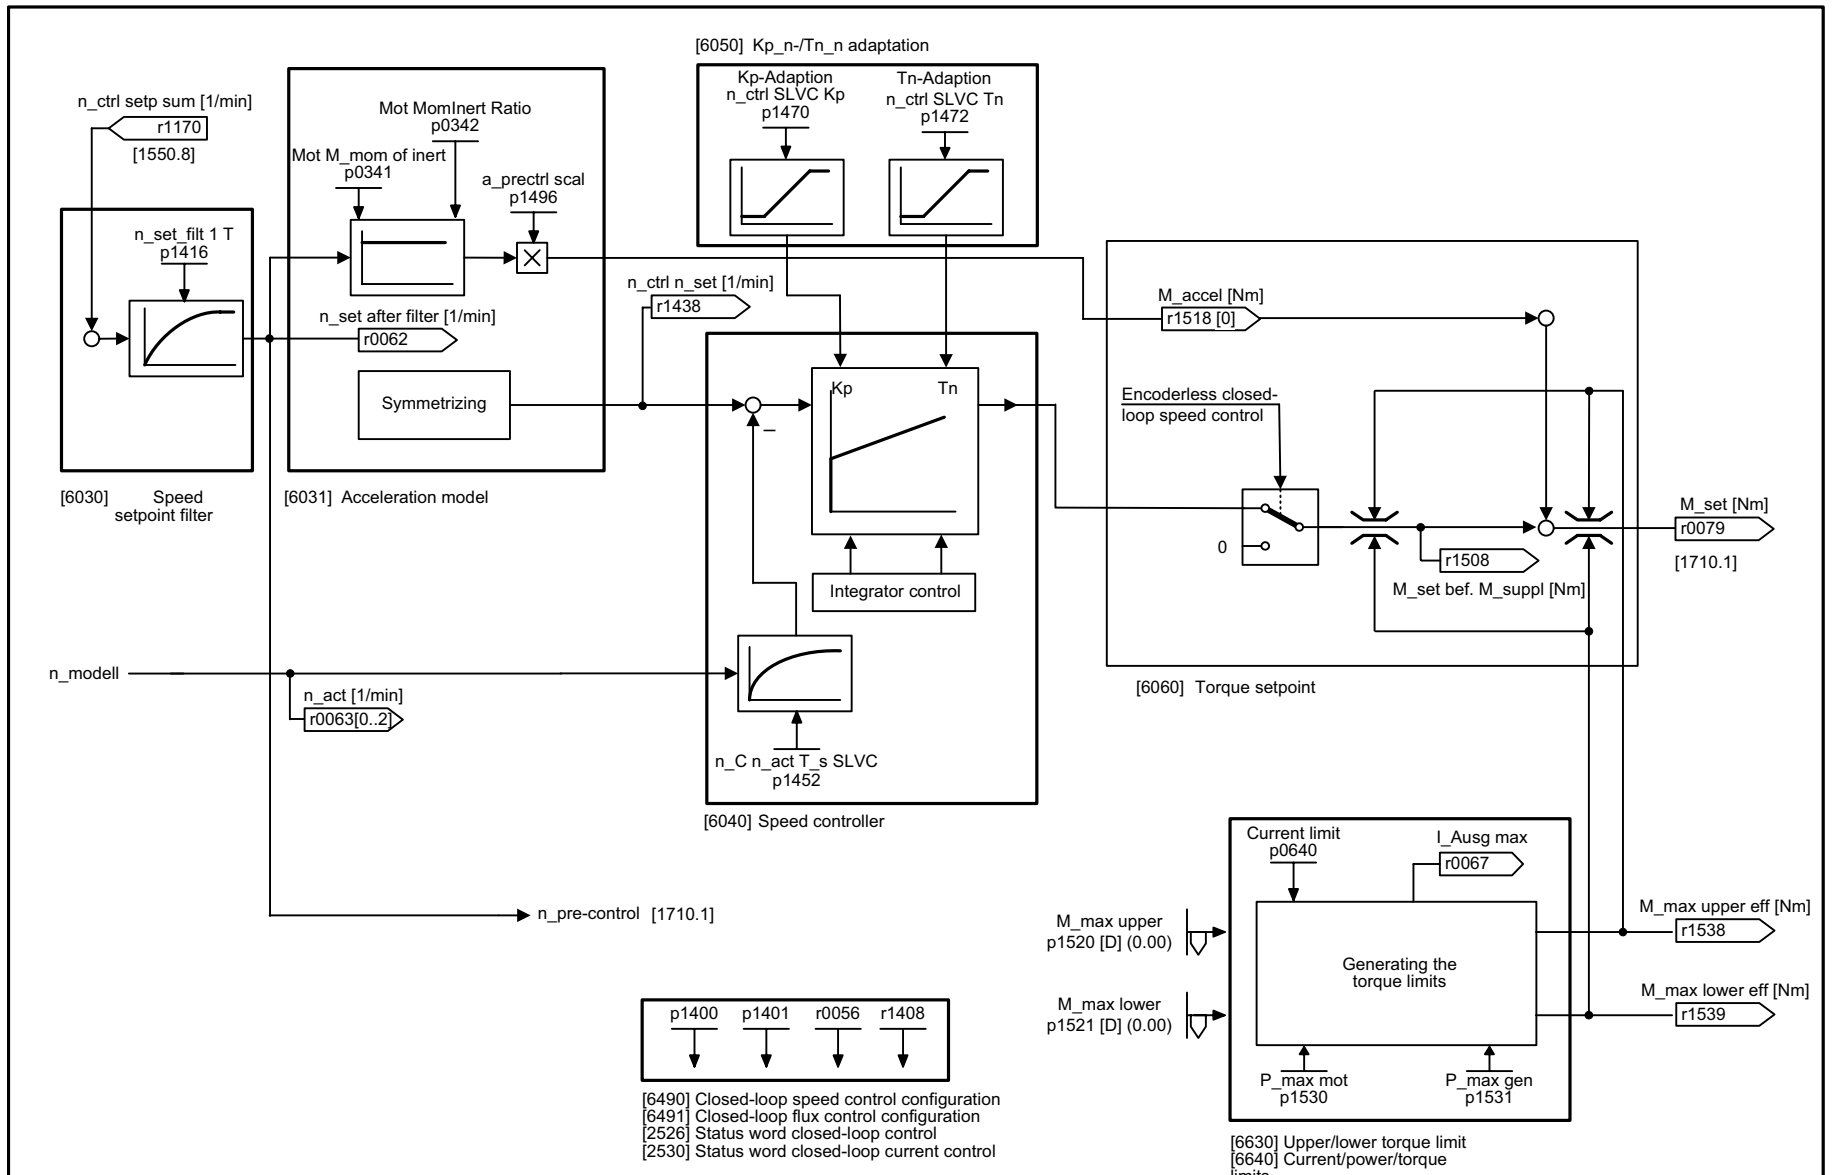 [6050] Kp_n-/Tn_n adaptation
Kp-Adaption
n_ctrl SLVC Kp
p1470
Tn-Adaption
n_ctrl SLVC Tn
p1472
n_ctrl setp sum [1/min]
r1170
[1550.8]
Mot MomInert Ratio
p0342
Mot M_mom of inert
p0341
a_prectrl scal
p1496
n_set_filt 1 T
p1416
n_set after filter [1/min]
r0062
Symmetrizing
n_ctrl n_set [1/min]
r1438
[6030] Speed
setpoint filter
[6031] Acceleration model
Kp
Tn
–
Integrator control
M_accel [Nm]
r1518 [0]
Encoderless closed-
loop speed control
0
r1508
M_set bef. M_suppl [Nm]
M_set [Nm]
r0079
[1710.1]
[6060] Torque setpoint
n_modell
n_act [1/min]
r0063[0..2]
n_C n_act T_s SLVC
p1452
[6040] Speed controller
n_pre-control [1710.1]
Current limit
p0640
I_Ausg max
r0067
M_max upper
p1520 [D] (0.00)
M_max lower
p1521 [D] (0.00)
Generating the
torque limits
M_max upper eff [Nm]
r1538
M_max lower eff [Nm]
r1539
P_max mot
p1530
P_max gen
p1531
p1400
p1401
r0056
r1408
[6490] Closed-loop speed control configuration
[6491] Closed-loop flux control configuration
[2526] Status word closed-loop control
[2530] Status word closed-loop current control
[6630] Upper/lower torque limit
[6640] Current/power/torque
limits